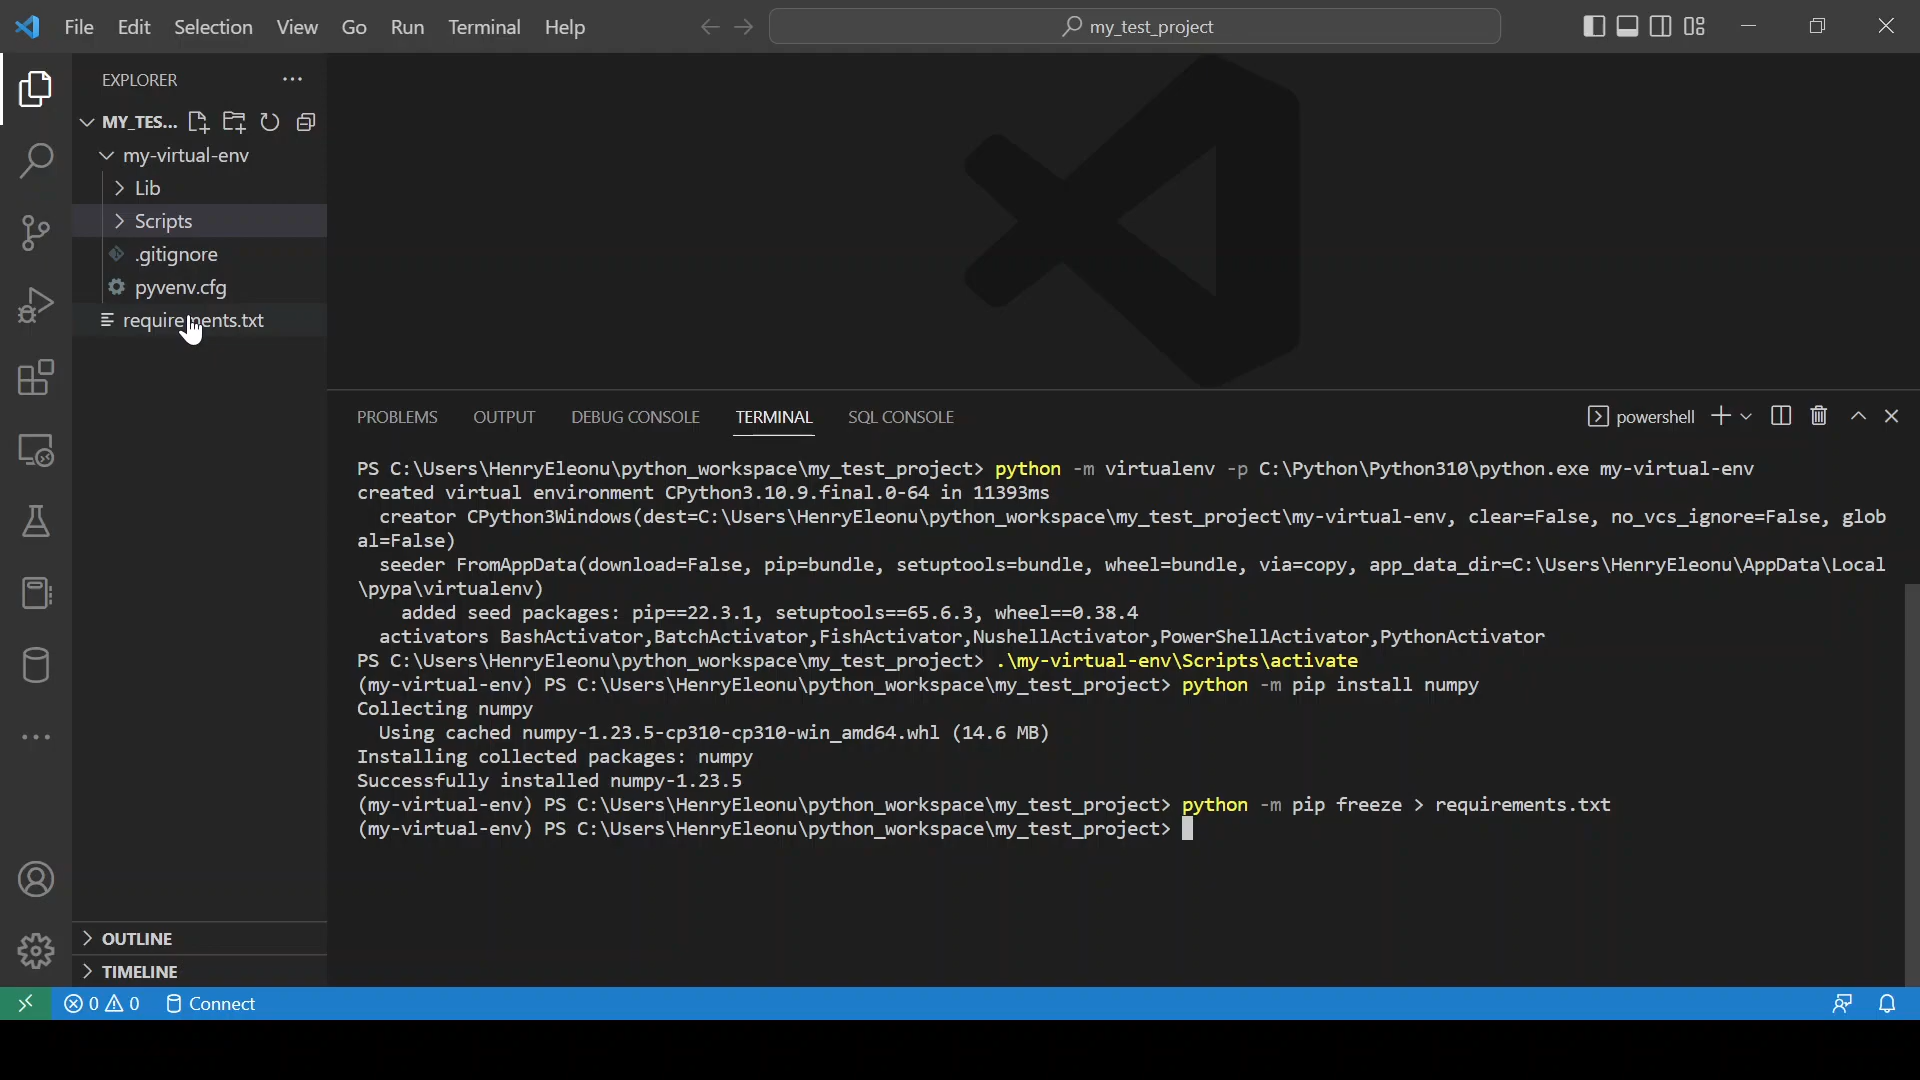 File Edit Selection View Go Run Terminal Help my_test_project
EXPLORER
MY_TES...
my-virtual-env
Lib
Scripts
.gitignore
pyvenv.cfg
requirements.txt
OUTLINE
TIMELINE
PROBLEMS OUTPUT DEBUG CONSOLE TERMINAL SQL CONSOLE powershell
PS C:\Users\HenryEleonu\python_workspace\my_test_project> python -m virtualenv -p C:\Python\Python310\python.exe my-virtual-env
created virtual environment CPython3.10.9.final.0-64 in 11393ms
  creator CPython3Windows(dest=C:\Users\HenryEleonu\python_workspace\my_test_project\my-virtual-env, clear=False, no_vcs_ignore=False, glob
al=False)
  seeder FromAppData(download=False, pip=bundle, setuptools=bundle, wheel=bundle, via=copy, app_data_dir=C:\Users\HenryEleonu\AppData\Local
\pypa\virtualenv)
    added seed packages: pip==22.3.1, setuptools==65.6.3, wheel==0.38.4
  activators BashActivator,BatchActivator,FishActivator,NushellActivator,PowerShellActivator,PythonActivator
PS C:\Users\HenryEleonu\python_workspace\my_test_project> .\my-virtual-env\Scripts\activate
(my-virtual-env) PS C:\Users\HenryEleonu\python_workspace\my_test_project> python -m pip install numpy
Collecting numpy
  Using cached numpy-1.23.5-cp310-cp310-win_amd64.whl (14.6 MB)
Installing collected packages: numpy
Successfully installed numpy-1.23.5
(my-virtual-env) PS C:\Users\HenryEleonu\python_workspace\my_test_project> python -m pip freeze > requirements.txt
(my-virtual-env) PS C:\Users\HenryEleonu\python_workspace\my_test_project>
0 0 Connect